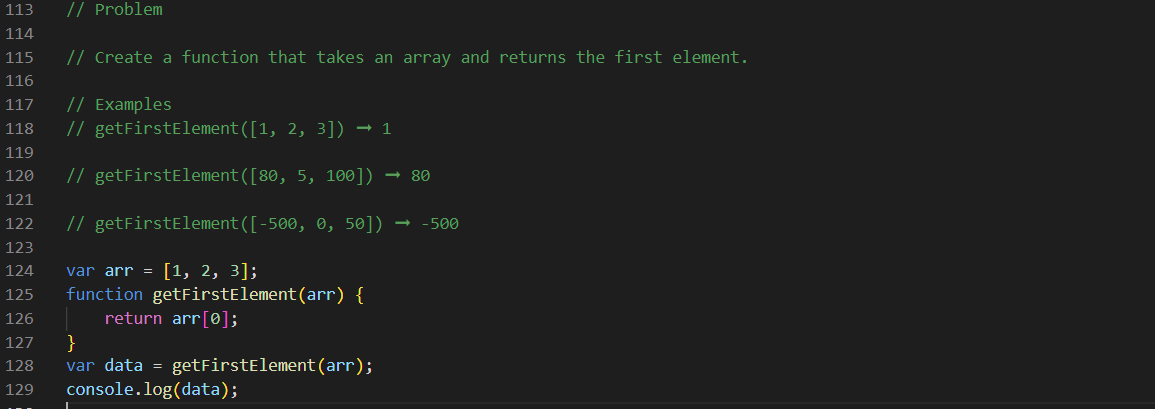 113 // Problem
114
115 // Create a function that takes an array and returns the first element.
116
117 // Examples
118 // getFirstElement([1, 2, 3]) ➞ 1
119
120 // getFirstElement([80, 5, 100]) ➞ 80
121
122 // getFirstElement([-500, 0, 50]) ➞ -500
123
124 var arr = [1, 2, 3];
125 function getFirstElement(arr) {
126     return arr[0];
127 }
128 var data = getFirstElement(arr);
129 console.log(data);